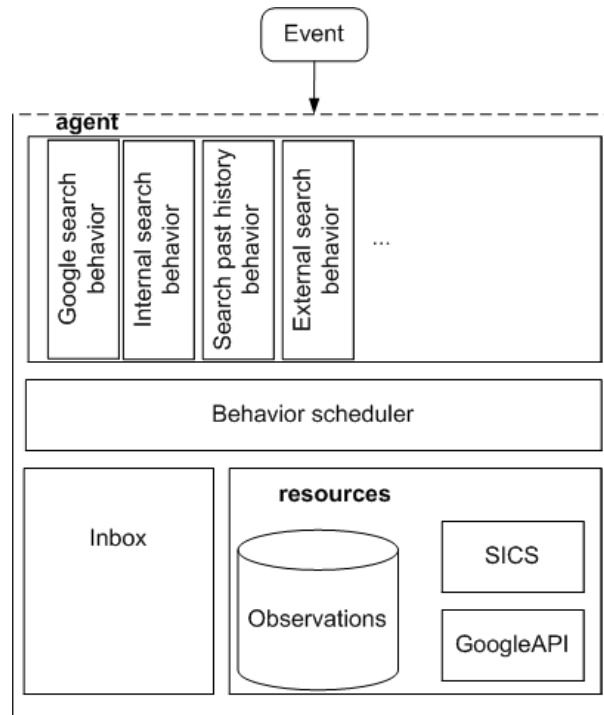 Event
agent
Google search
behavior
Internal search
behavior
Search past history
behavior
External search
behavior
...
Behavior scheduler
Inbox
resources
Observations
SICS
GoogleAPI